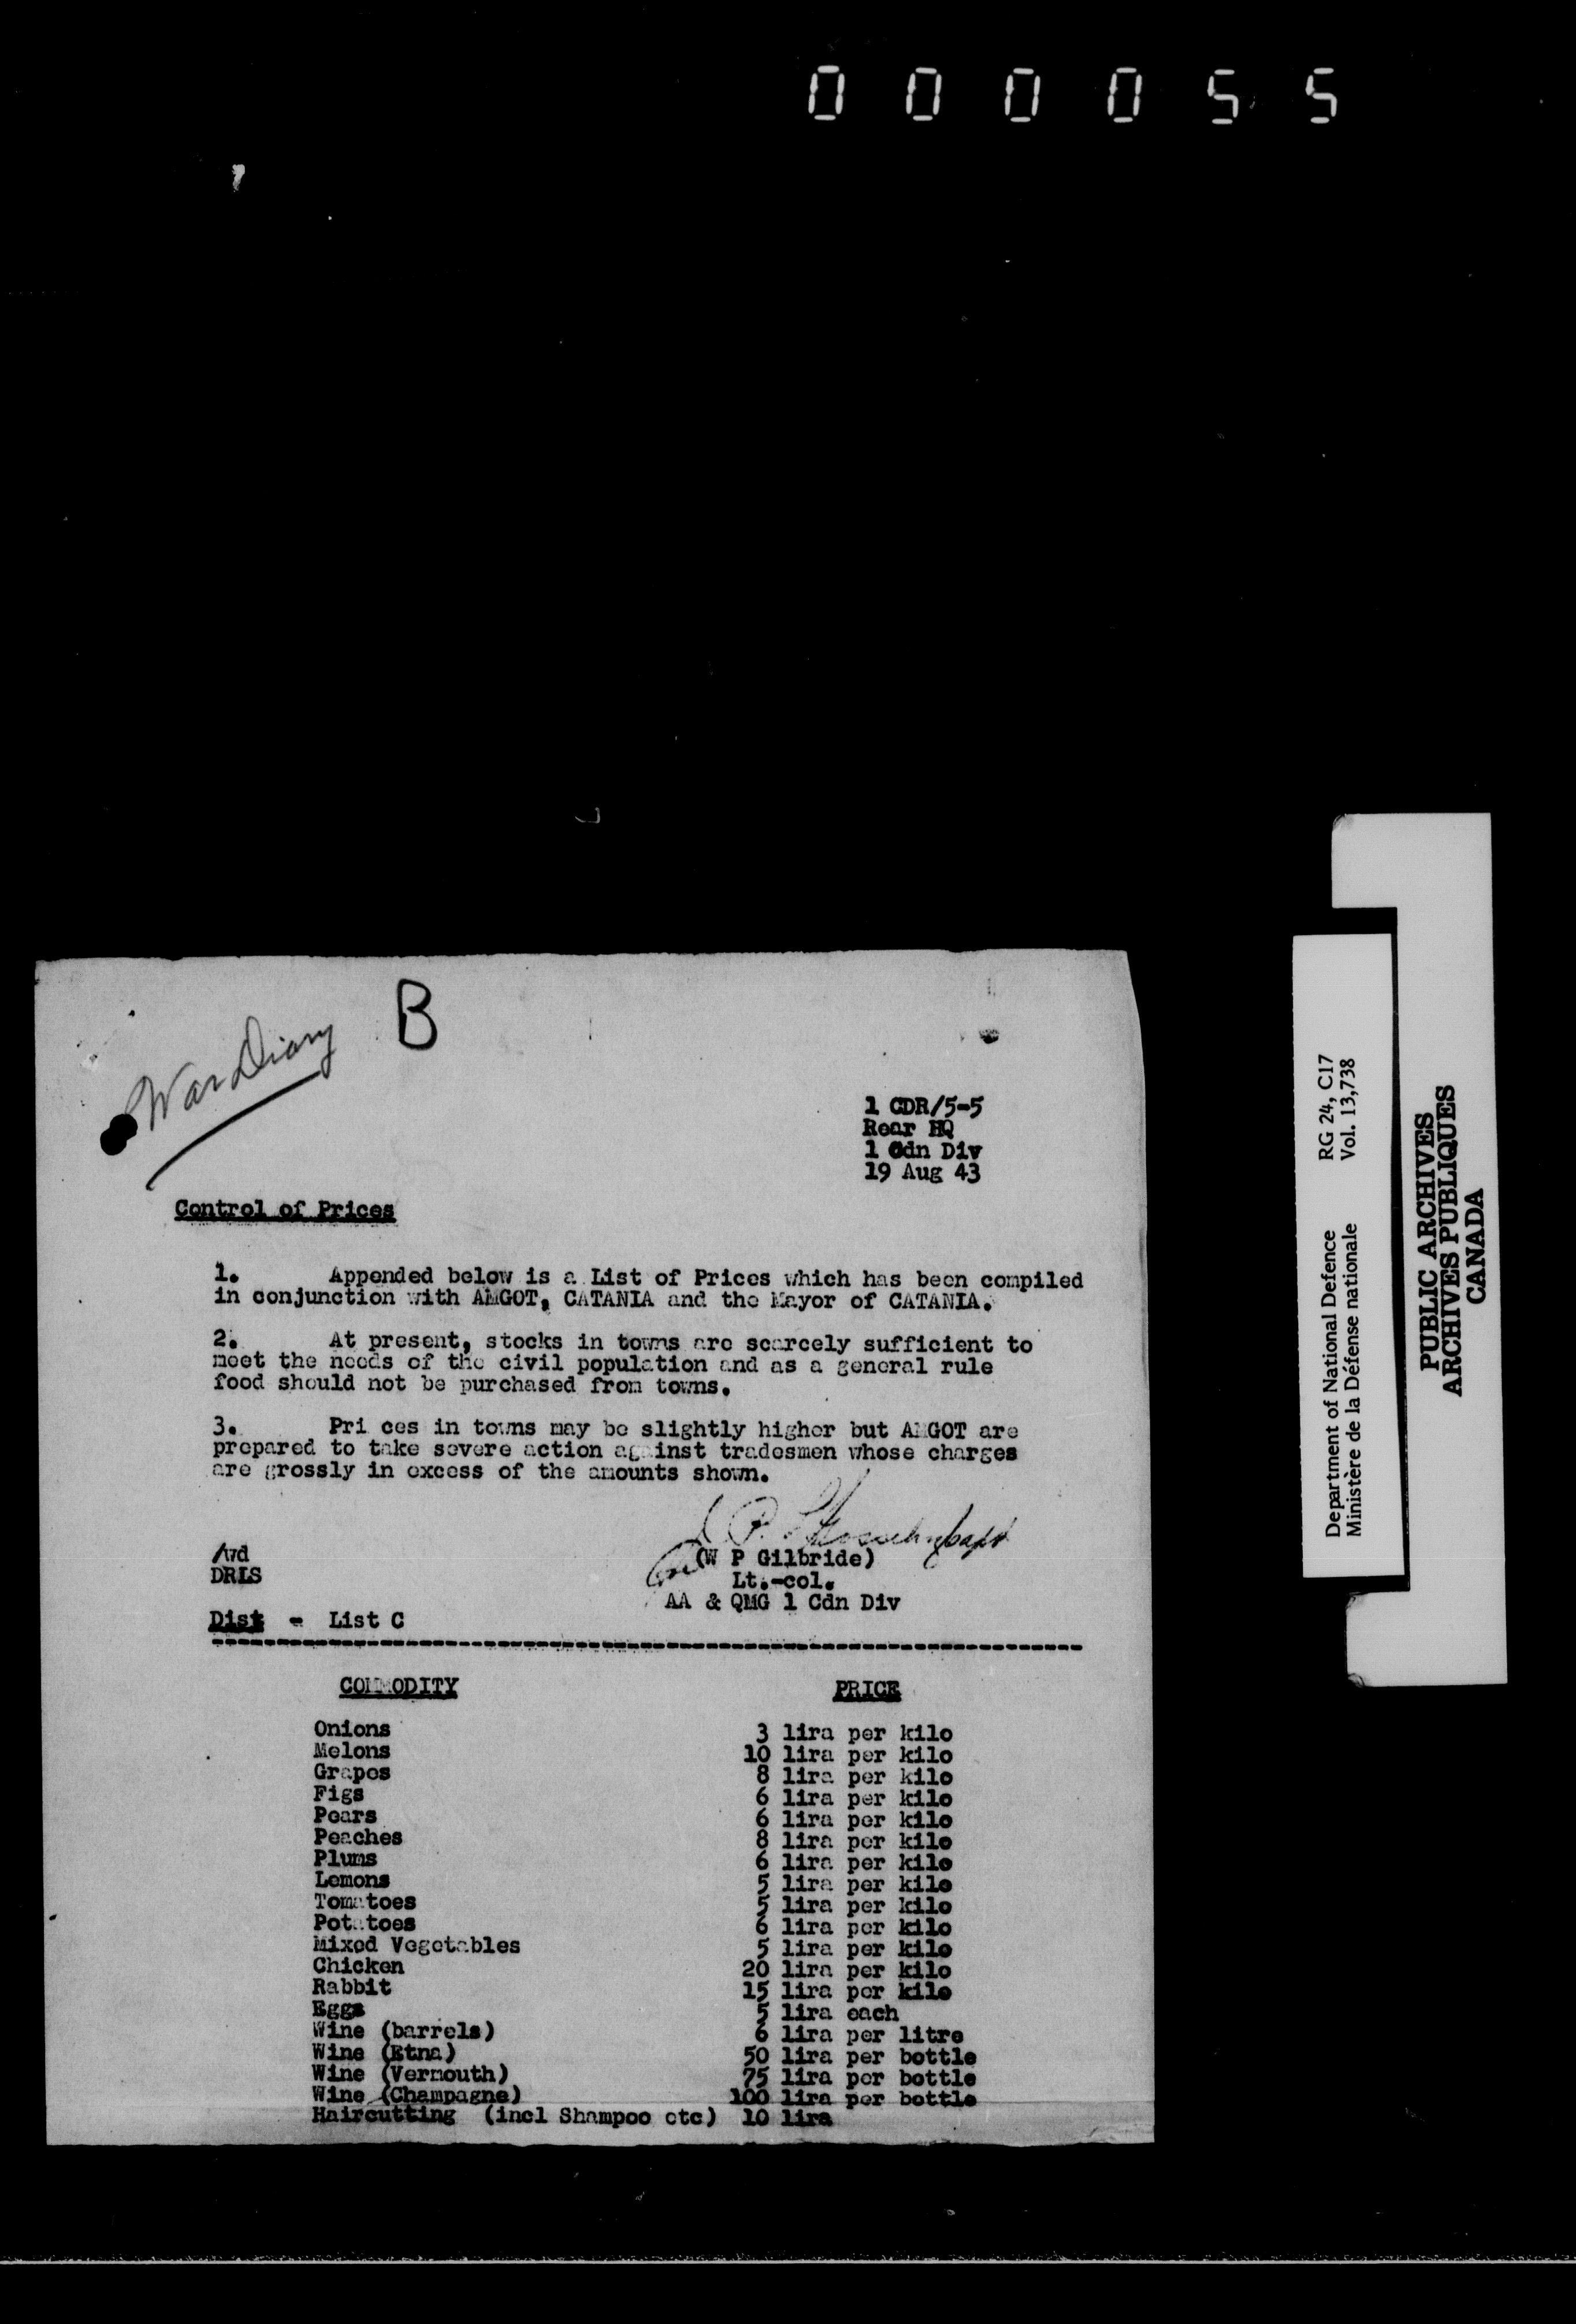 000055
War Diary
B
1 CDR/5-5
Rear HQ
1 Cdn Div
19 Aug 43
Control of Prices
1. Appended below is a List of Prices which has been compiled
in conjunction with AMGOT, CATANIA and the Mayor of CATANIA.
2. At present, stocks in towns are scarcely sufficient to
meet the needs of the civil population and as a general rule
food should not be purchased from towns.
3. Pri ces in towns may be slightly higher but AMGOT are
prepared to take severe action against tradesmen whose charges
are grossly in excess of the amounts shown.
(W P Gilbride)
/wd
Lt.-col.
DRLS
AA & QMG 1 Cdn Div
Dist - List C
COMMODITY PRICE
Onions 3 lira per kilo
Melons 10 lira per kilo
Grapes 8 lira per kilo
Figs 6 lira per kilo
Pears 6 lira per kilo
Peaches 8 lira per kilo
Plums 6 lira per kilo
Lemons 5 lira per kilo
Tomatoes 5 lira per kilo
Potatoes 6 lira per kilo
Mixed Vegetables 5 lira per kilo
Chicken 20 lira per kilo
Rabbit 15 lira per kilo
Eggs 5 lira each
Wine (barrels) 6 lira per litre
Wine (Etna) 50 lira per bottle
Wine (Vermouth) 75 lira per bottle
Wine (Champagne) 100 lira per bottle
Haircutting (incl Shampoo etc) 10 lira
Department of National Defence RG 24, C17
Ministère de la Défense nationale Vol. 13,738
PUBLIC ARCHIVES
ARCHIVES PUBLIQUES
CANADA